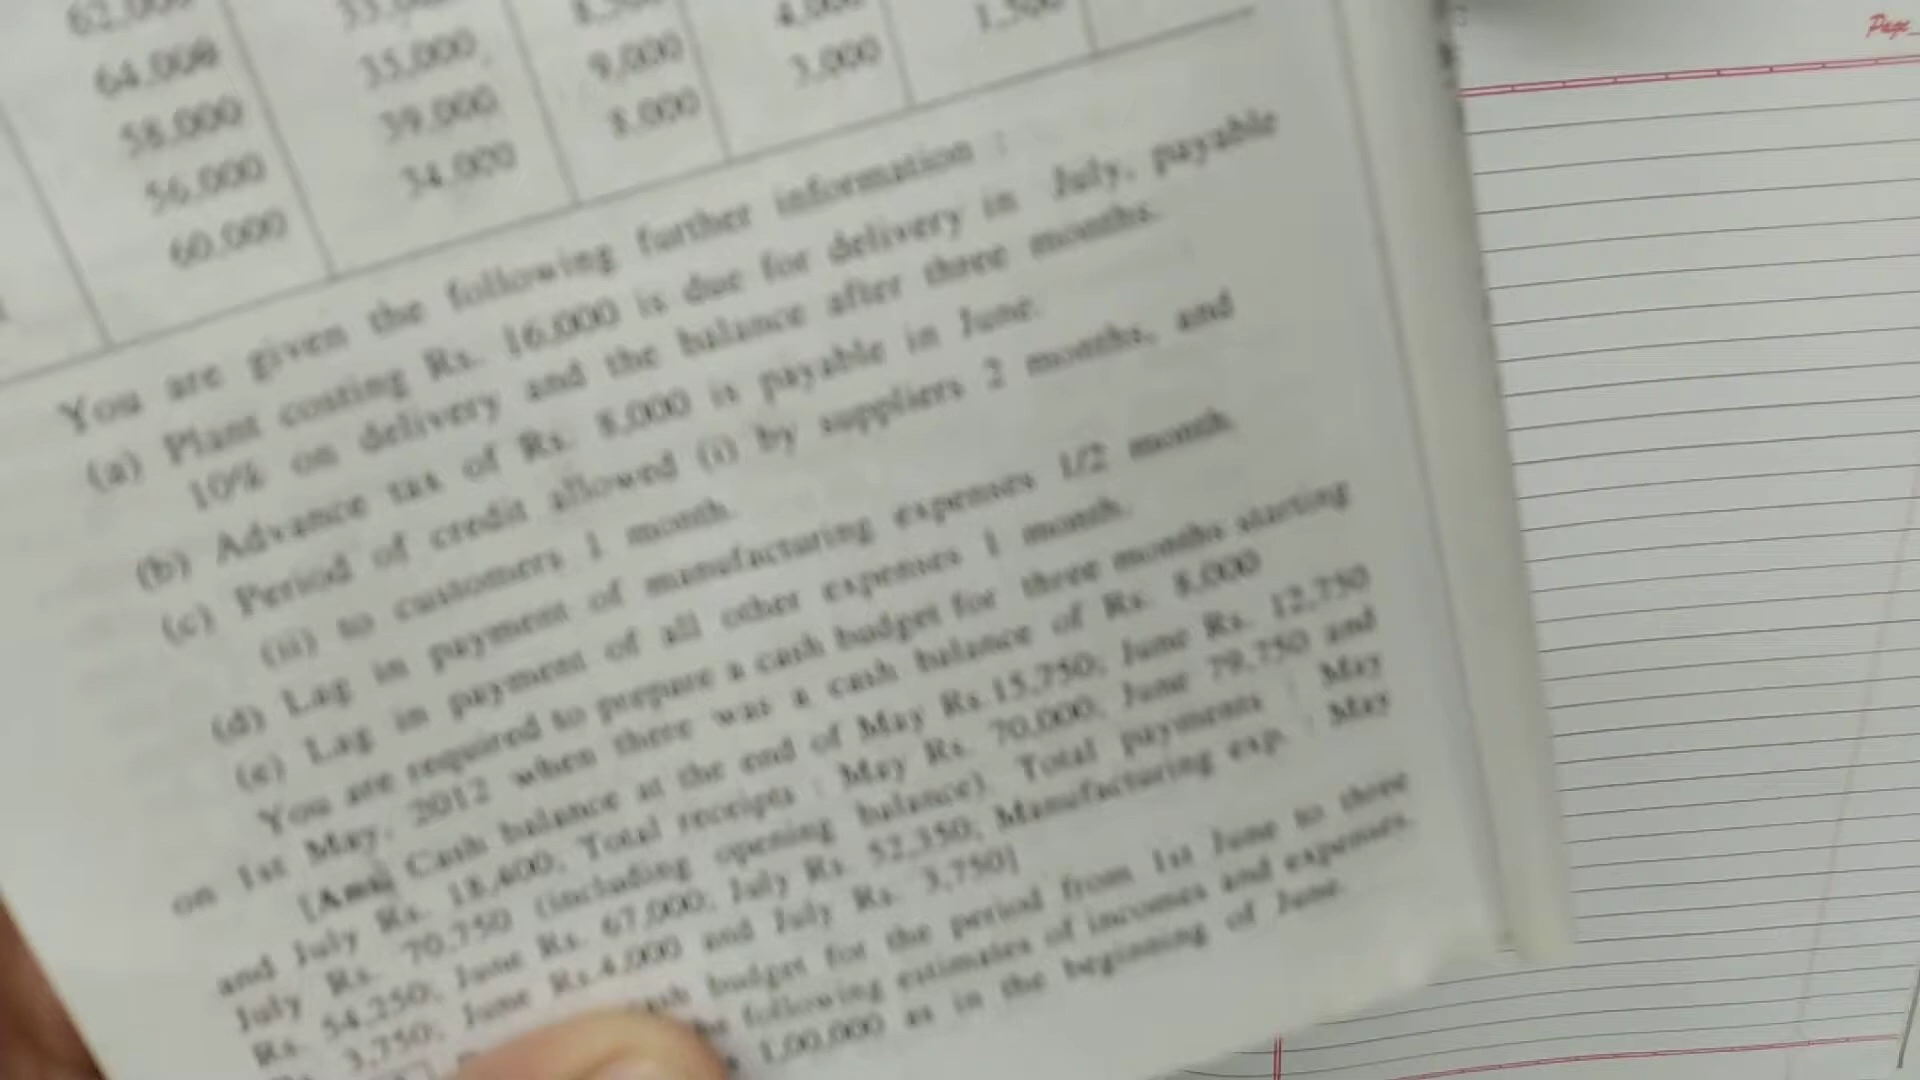 62,000
64,000 35,000 9,000 4,000 1,500
58,000 39,000 8,000 3,000
56,000 34,000
60,000
You are given the following further information :
(a) Plant costing Rs. 16,000 is due for delivery in July, payable
10% on delivery and the balance after three months.
(b) Advance tax of Rs. 8,000 is payable in June.
(c) Period of credit allowed (i) by suppliers 2 months, and
(ii) to customers 1 month.
(d) Lag in payment of manufacturing expenses 1/2 month.
(e) Lag in payment of all other expenses 1 month.
You are required to prepare a cash budget for three months starting
on 1st May, 2012 when there was a cash balance of Rs. 8,000
[Ans. Cash balance at the end of May Rs.15,750; June Rs. 12,750
and July Rs. 18,400; Total receipts : May Rs. 70,000; June 79,750 and
July Rs. 70,750 (including opening balance) Total payments : May
Rs. 54,250; June Rs. 67,000; July Rs. 52,350; Manufacturing exp. : May
Rs. 3,750; June Rs.4,000 and July Rs. 3,750]
budget for the period from 1st June to three
following estimates of incomes and expenses.
1,00,000 as in the beginning of June.
Page